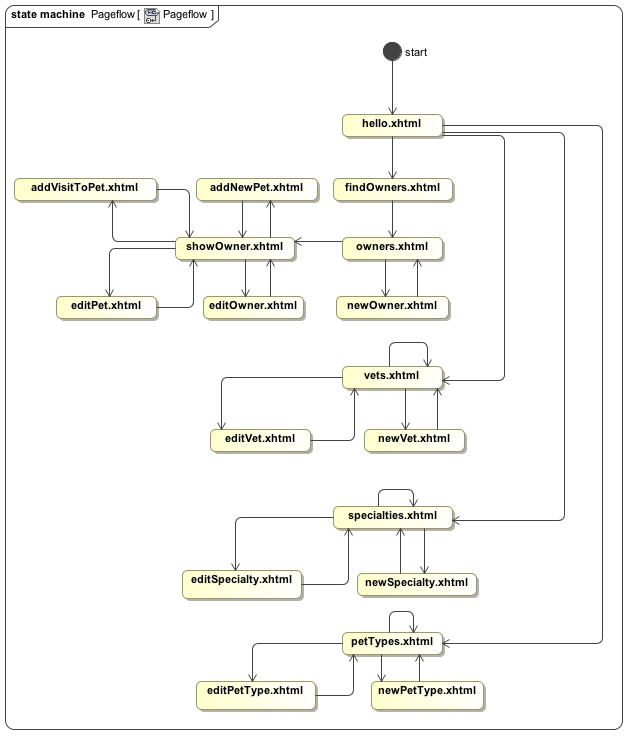 state machine Pageflow [ Pageflow ]
start
hello.xhtml
addVisitToPet.xhtml
addNewPet.xhtml
findOwners.xhtml
showOwner.xhtml
owners.xhtml
editPet.xhtml
editOwner.xhtml
newOwner.xhtml
vets.xhtml
editVet.xhtml
newVet.xhtml
specialties.xhtml
editSpecialty.xhtml
newSpecialty.xhtml
petTypes.xhtml
editPetType.xhtml
newPetType.xhtml